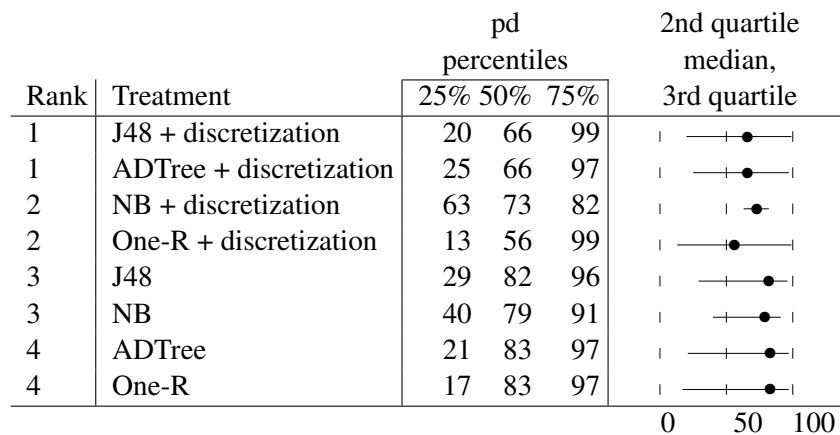 pd 2nd quartile
percentiles median,
Rank Treatment 25% 50% 75% 3rd quartile
1 J48 + discretization 20 66 99
1 ADTree + discretization 25 66 97
2 NB + discretization 63 73 82
2 One-R + discretization 13 56 99
3 J48 29 82 96
3 NB 40 79 91
4 ADTree 21 83 97
4 One-R 17 83 97
0 50 100